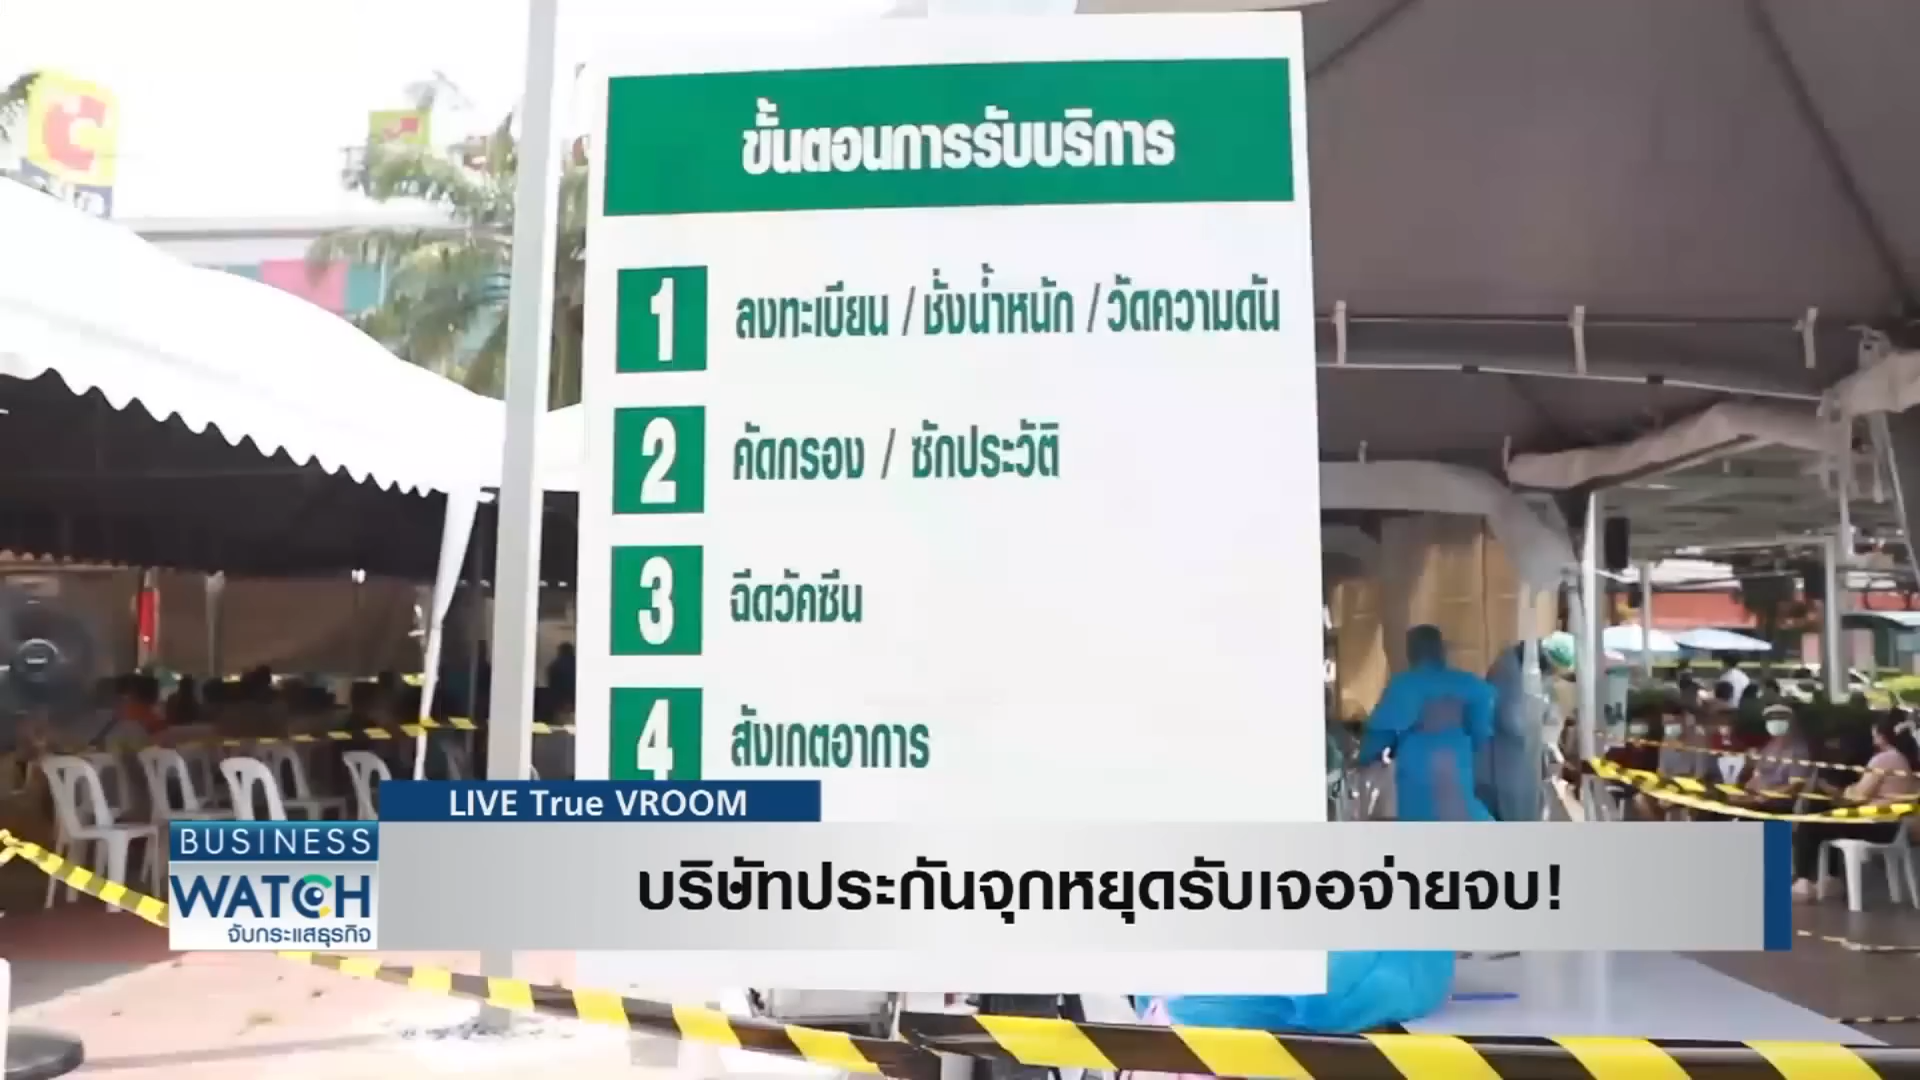 ขั้นตอนการรับบริการ
1 ลงทะเบียน / ชั่งน้ำหนัก / วัดความดัน
2 คัดกรอง / ซักประวัติ
3 ฉีดวัคซีน
4 สังเกตอาการ
LIVE True VROOM
BUSINESS
WATCH
จับกระแสธุรกิจ
บริษัทประกันจุกหยุดรับเจอจ่ายจบ!